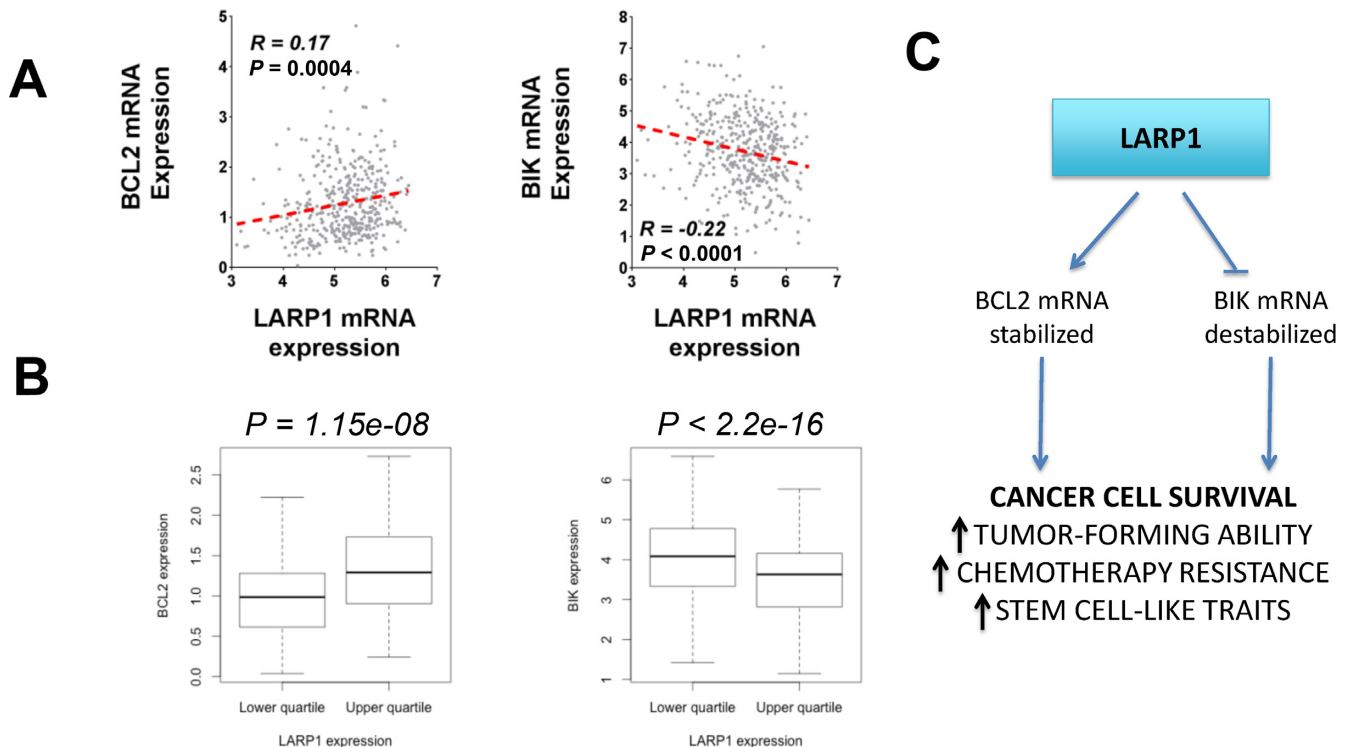 A
BCL2 mRNA
Expression
5
4
3
2
1
0
R = 0.17
P = 0.0004
3 4 5 6 7
LARP1 mRNA
expression
BIK mRNA
Expression
8
7
6
5
4
3
2
1
0
R = -0.22
P < 0.0001
3 4 5 6 7
LARP1 mRNA
expression
B
P = 1.15e-08
BCL2 expression
2.5
2.0
1.5
1.0
0.5
0.0
Lower quartile Upper quartile
LARP1 expression
P < 2.2e-16
BIK expression
6
5
4
3
2
1
Lower quartile Upper quartile
LARP1 expression
C
LARP1
BCL2 mRNA
stabilized
BIK mRNA
destabilized
CANCER CELL SURVIVAL
TUMOR-FORMING ABILITY
CHEMOTHERAPY RESISTANCE
STEM CELL-LIKE TRAITS